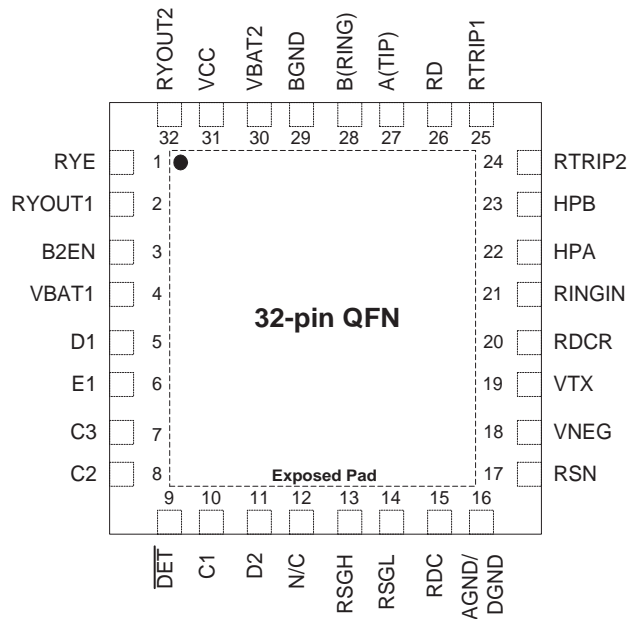 RYOUT2 VCC VBAT2 BGND B(RING) A(TIP) RD RTRIP1
32 31 30 29 28 27 26 25
RYE 1 24 RTRIP2
RYOUT1 2 23 HPB
B2EN 3 22 HPA
VBAT1 4 21 RINGIN
32-pin QFN
D1 5 20 RDCR
E1 6 19 VTX
C3 7 18 VNEG
C2 8 17 RSN
Exposed Pad
9 10 11 12 13 14 15 16
DET C1 D2 N/C RSGH RSGL RDC AGND/
DGND